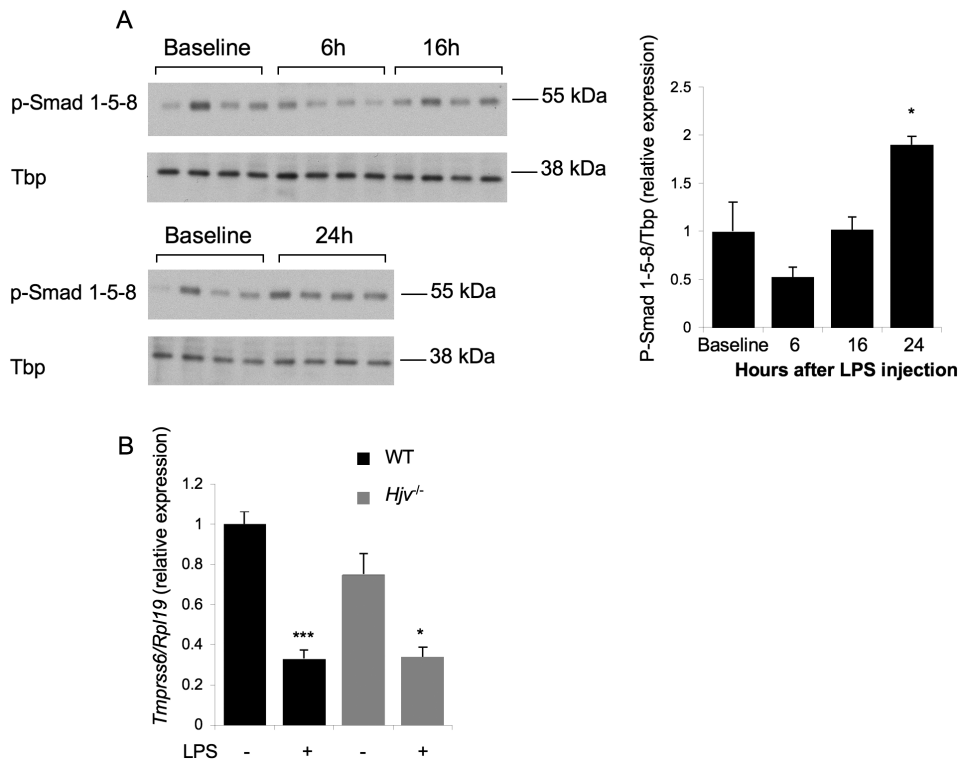 A
Baseline 6h 16h
p-Smad 1-5-8 55 kDa
Tbp 38 kDa
Baseline 24h
p-Smad 1-5-8 55 kDa
Tbp 38 kDa
P-Smad 1-5-8/Tbp (relative expression)
2.5
2
1.5
1
0.5
0
*
Baseline 6 16 24
Hours after LPS injection
B
WT
Hjv-/-
Tmprss6/Rpl19 (relative expression)
1.2
1
0.8
0.6
0.4
0.2
0
*** *
LPS - + - +